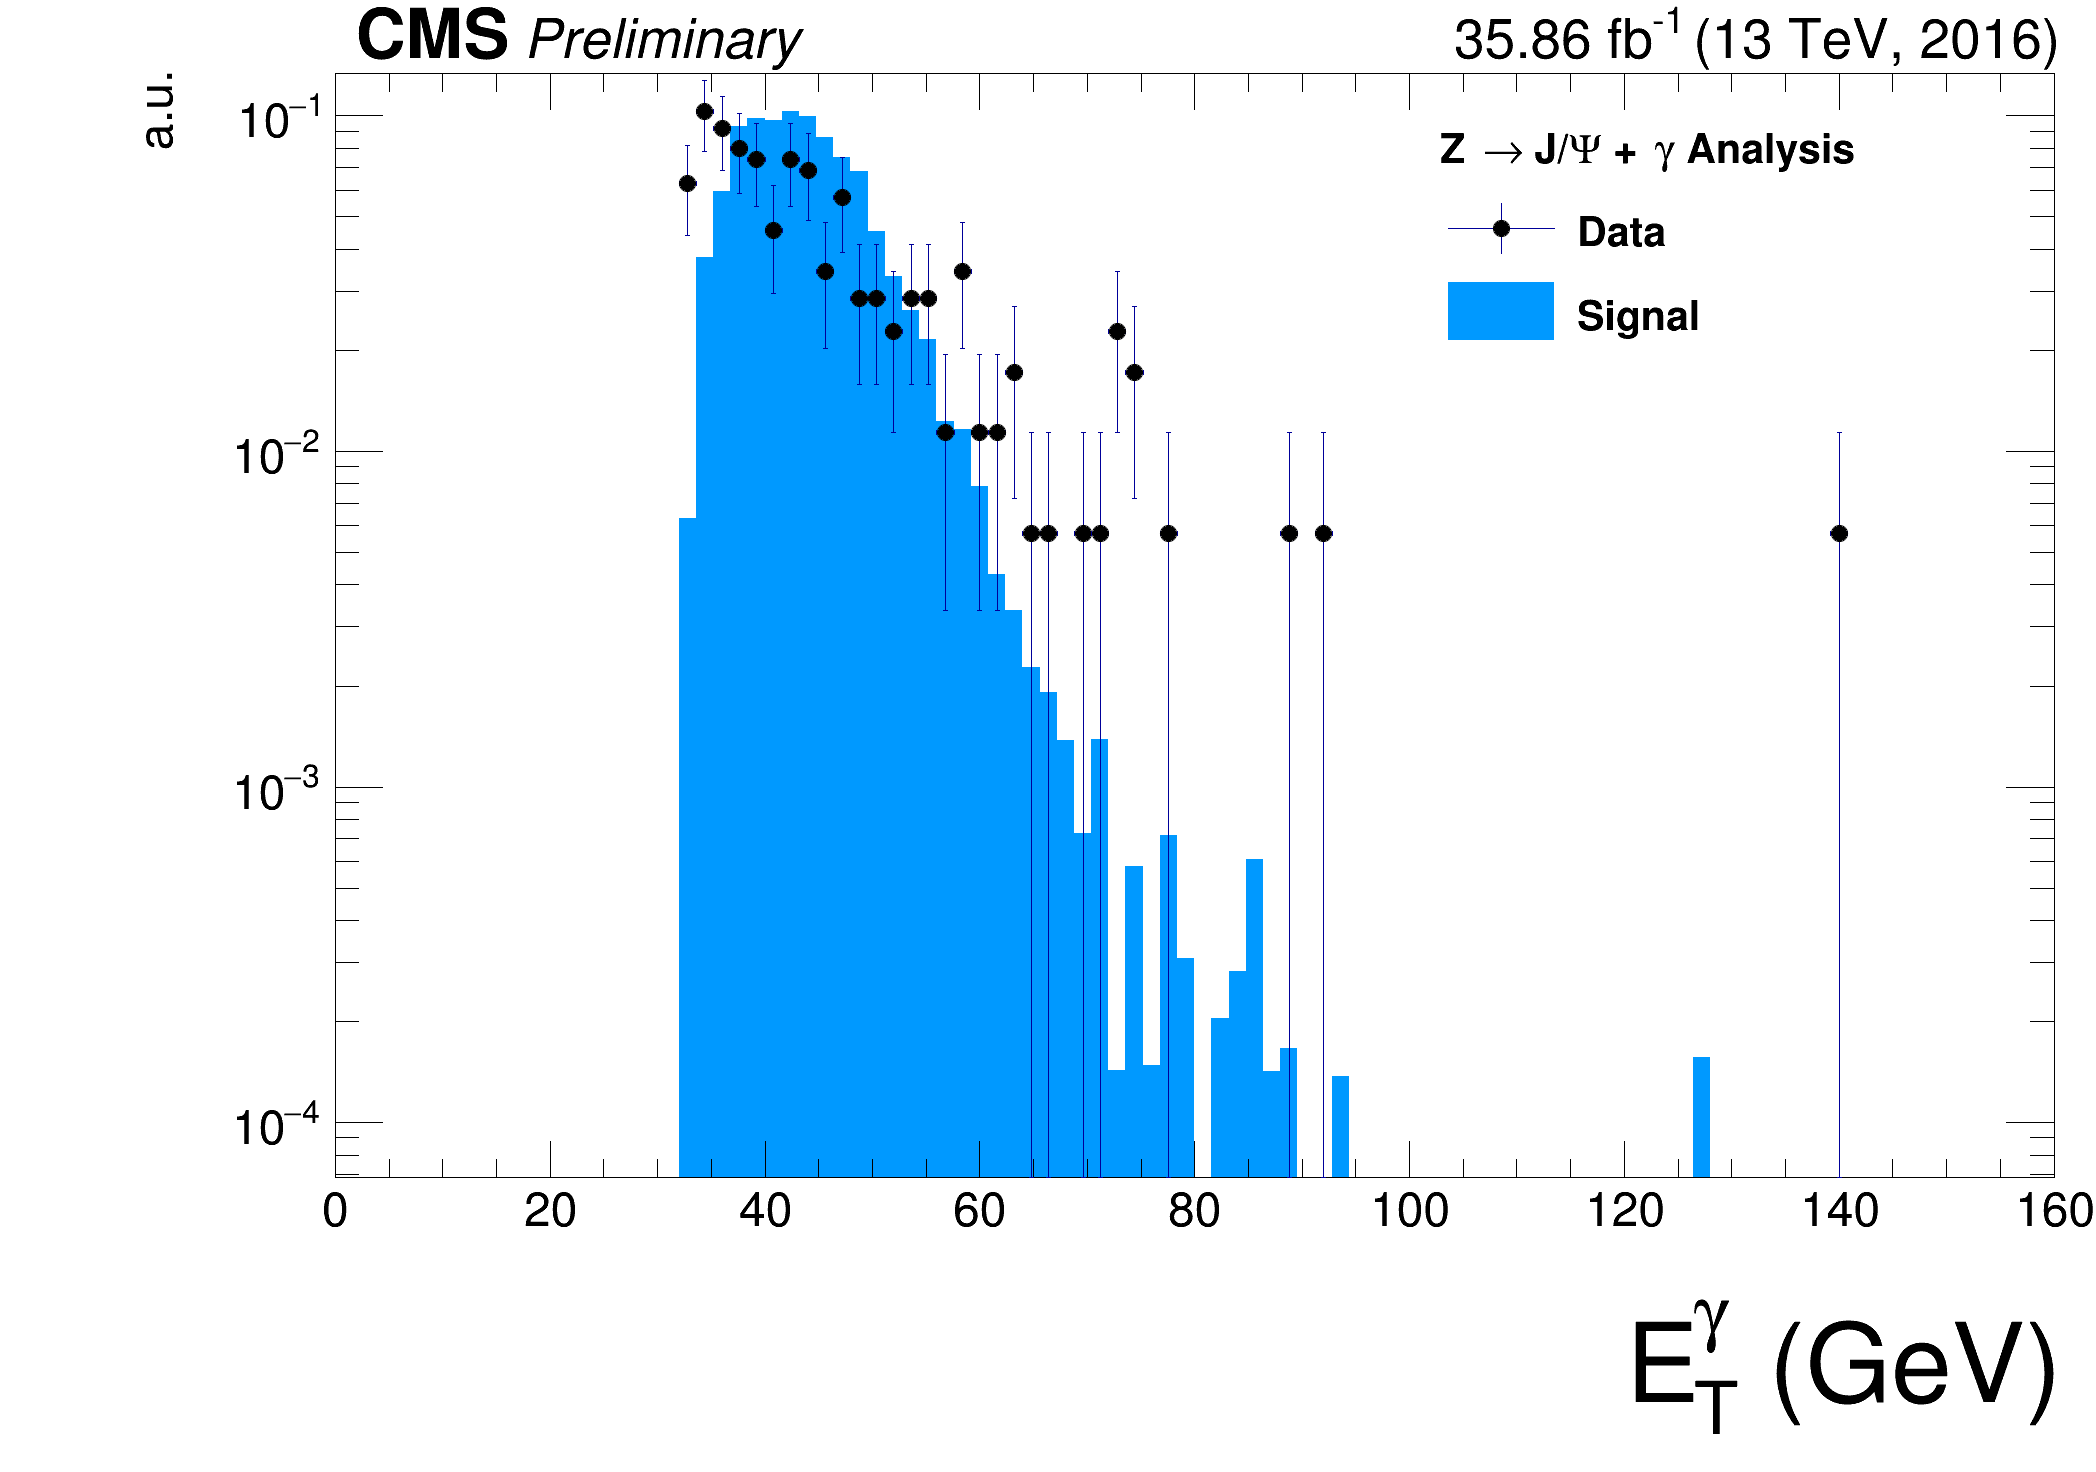 CMS Preliminary
35.86 fb⁻¹ (13 TeV, 2016)
a.u.
Z → J/Ψ + γ Analysis
Data
Signal
10⁻¹
10⁻²
10⁻³
10⁻⁴
0 20 40 60 80 100 120 140 160
E_T^γ (GeV)